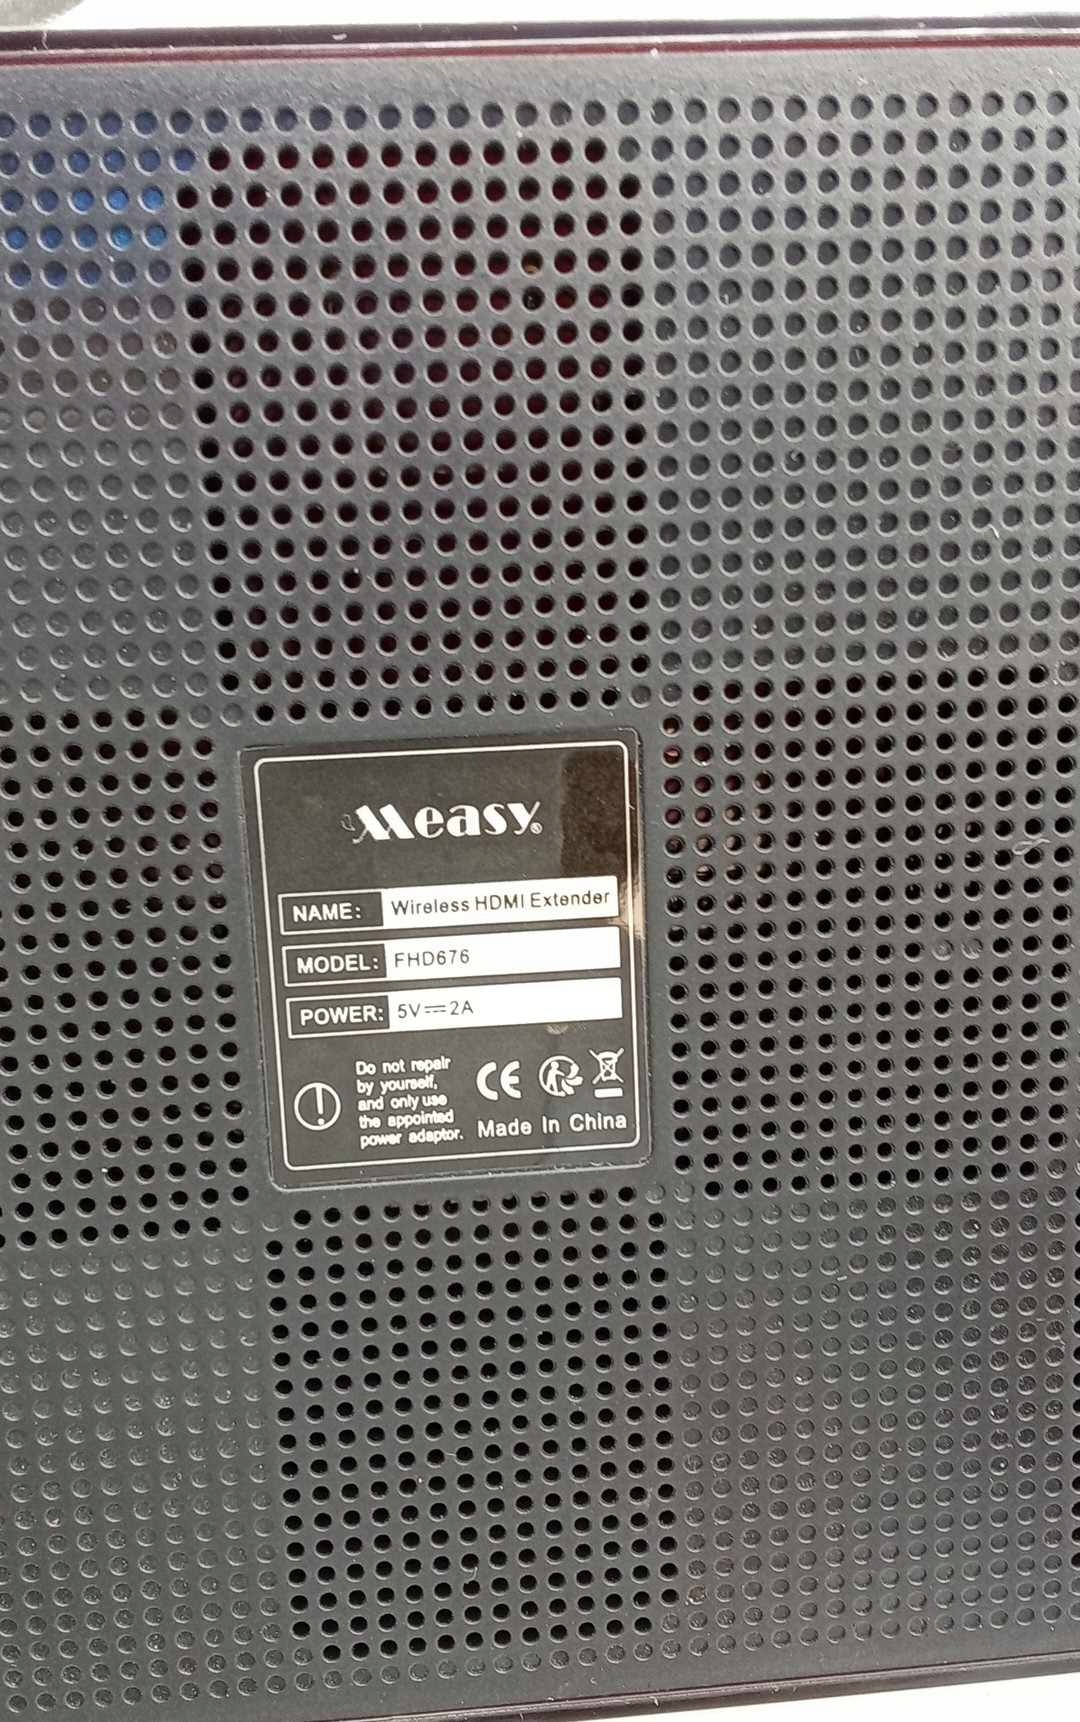 Measy®
NAME: Wireless HDMI Extender
MODEL: FHD676
POWER: 5V⎓2A
Do not repair
by yourself,
and only use
the appointed
power adaptor.
CE
Made In China